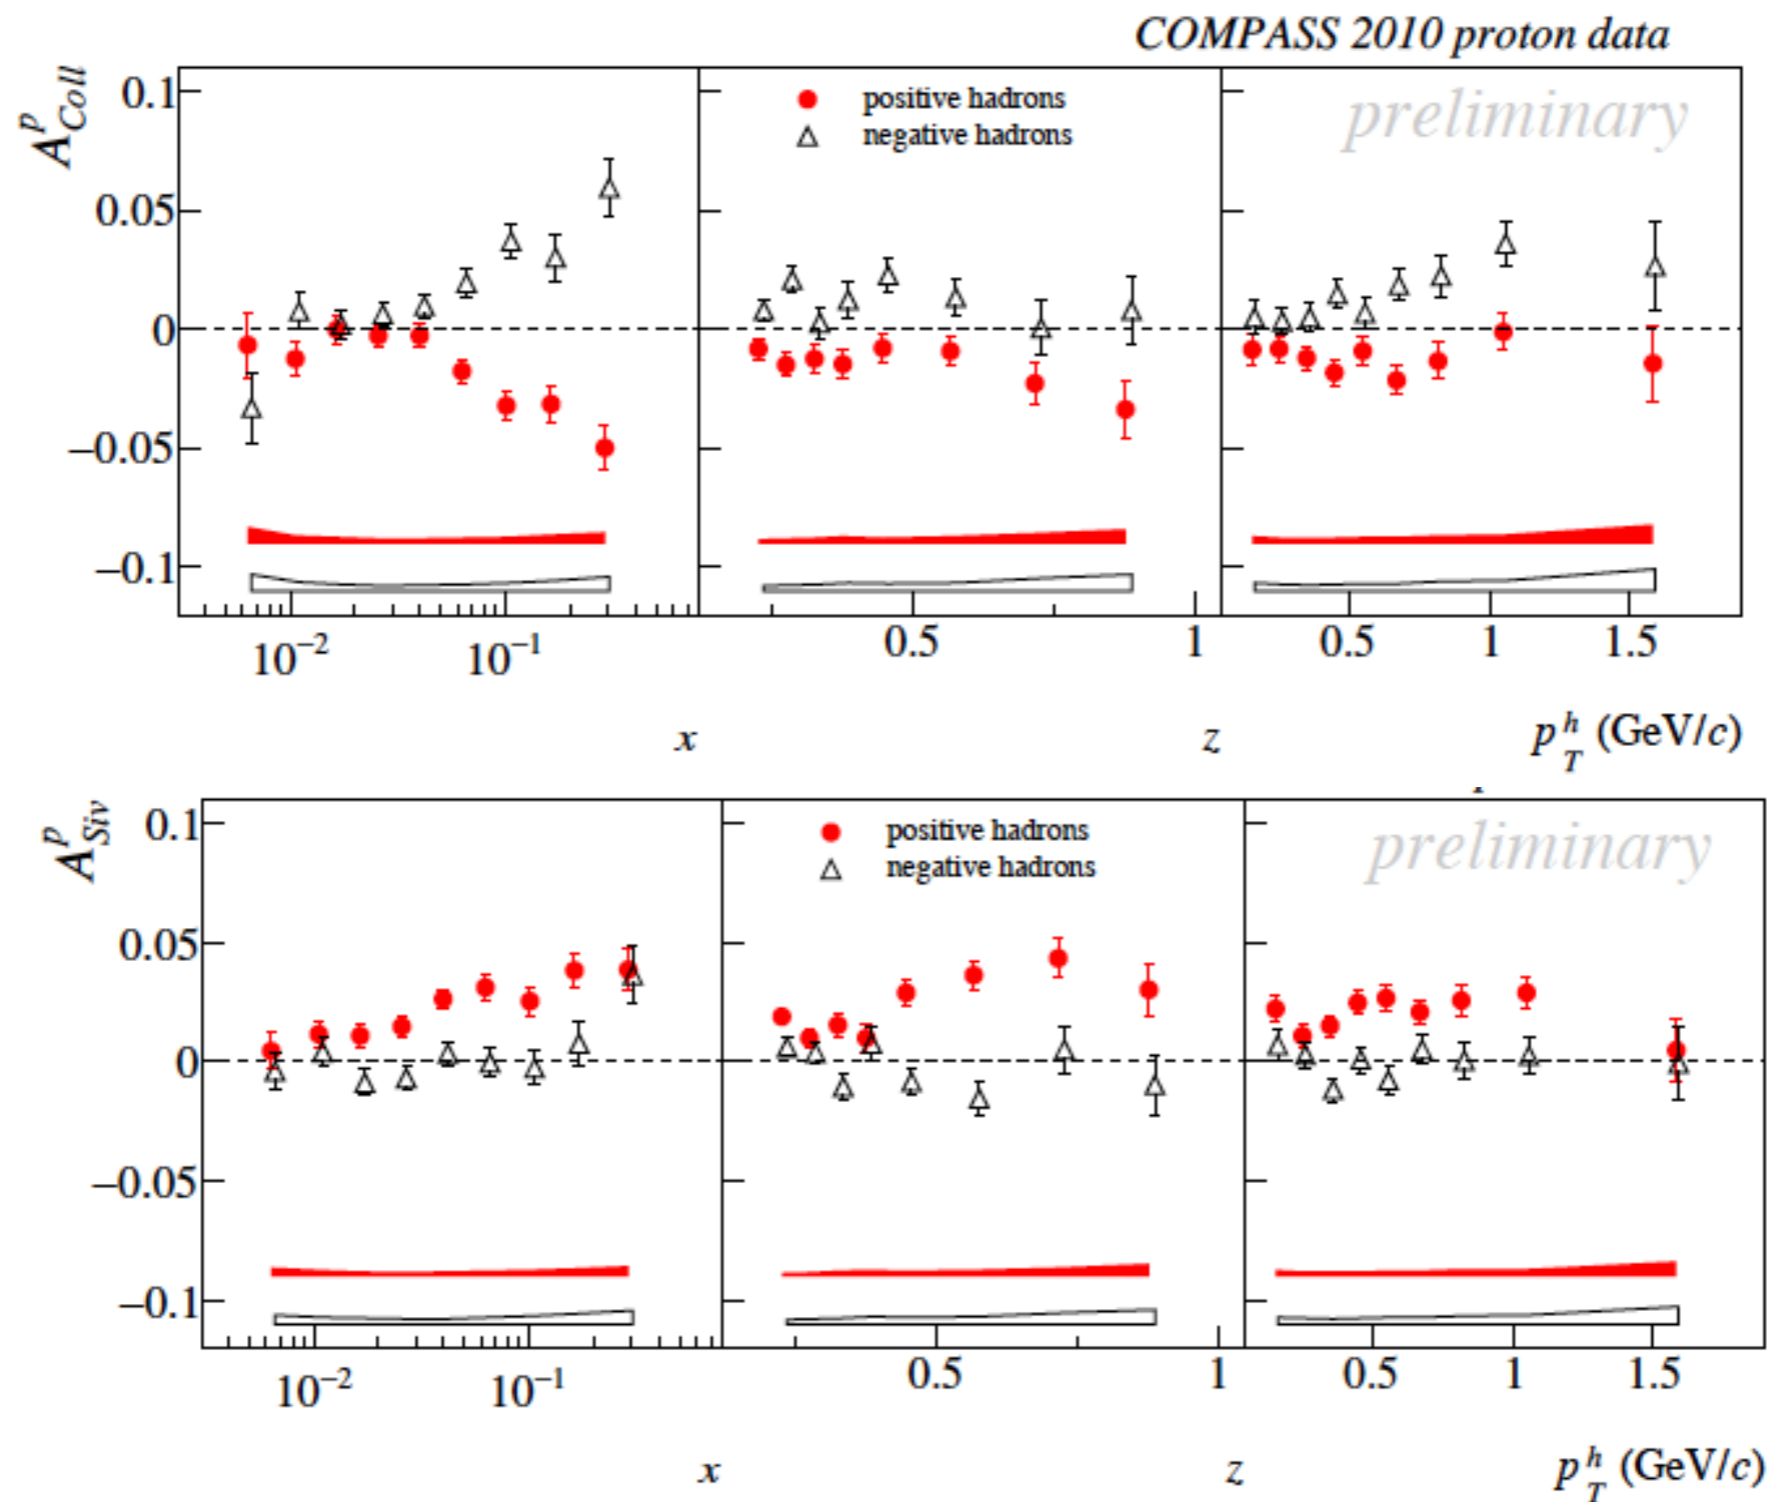 COMPASS 2010 proton data
A^p_Coll
0.1
0.05
0
−0.05
−0.1
positive hadrons
negative hadrons
preliminary
10⁻² 10⁻¹
0.5 1
0.5 1 1.5
x
z
p_T^h (GeV/c)
A^p_Siv
0.1
0.05
0
−0.05
−0.1
positive hadrons
negative hadrons
preliminary
10⁻² 10⁻¹
0.5 1
0.5 1 1.5
x
z
p_T^h (GeV/c)